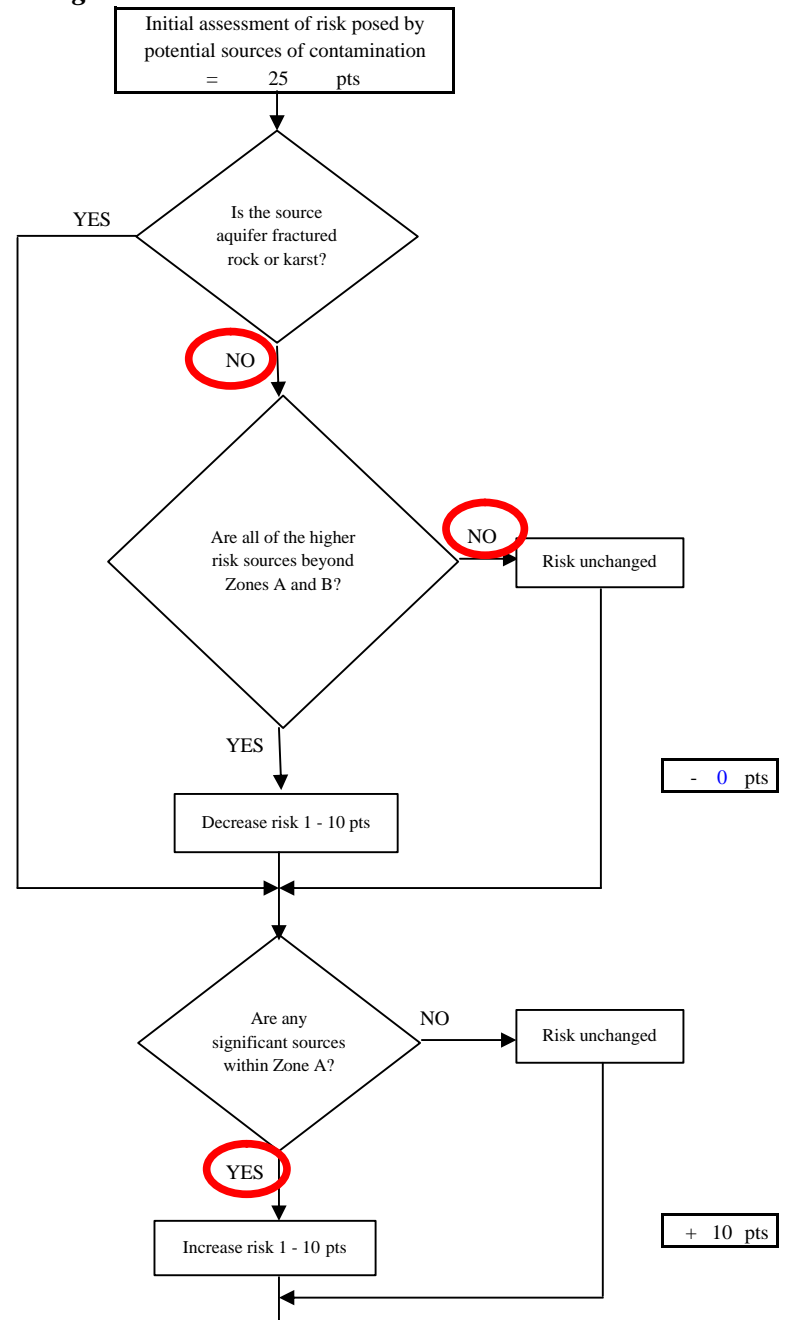 Initial assessment of risk posed by
potential sources of contamination
= 25 pts
YES
Is the source
aquifer fractured
rock or karst?
NO
Are all of the higher
risk sources beyond
Zones A and B?
NO
Risk unchanged
YES
- 0 pts
Decrease risk 1 - 10 pts
Are any
significant sources
within Zone A?
NO
Risk unchanged
YES
+ 10 pts
Increase risk 1 - 10 pts